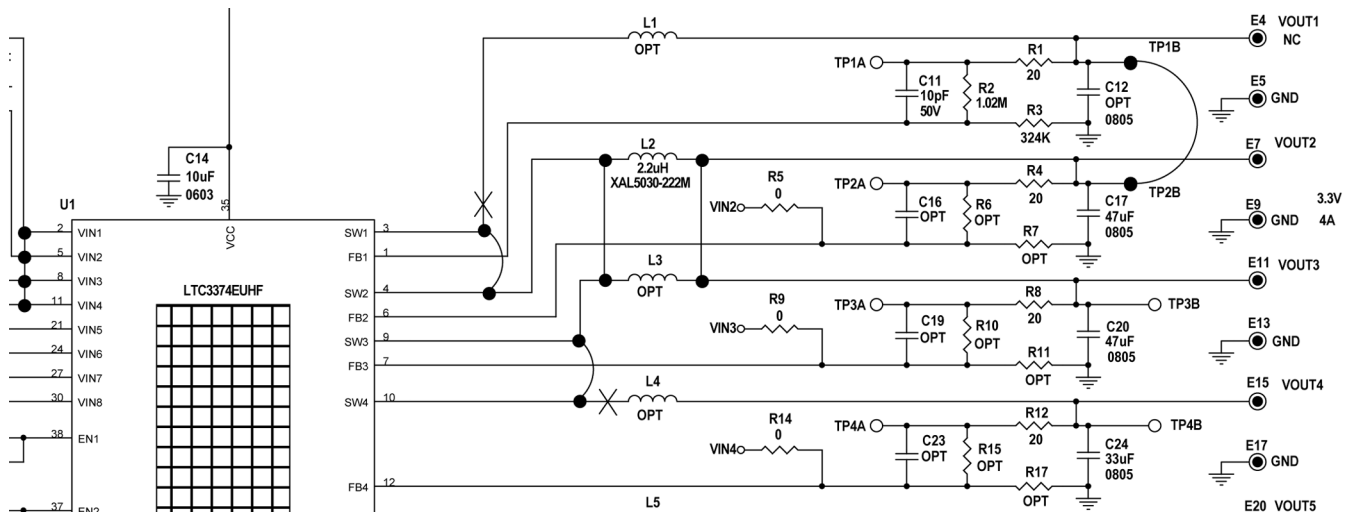 L1
OPT
E4 VOUT1
NC
TP1A
R1
20
TP1B
C11
10pF
50V
R2
1.02M
C12
OPT
0805
E5
GND
R3
324K
E7
VOUT2
C14
10uF
0603
L2
2.2uH
XAL5030-222M
R4
20
TP2A
TP2B
R5
0
VIN2
C16
OPT
R6
OPT
C17
47uF
0805
E9
GND
3.3V
4A
R7
OPT
U1
35
VCC
2 VIN1
5 VIN2
8 VIN3
11 VIN4
21 VIN5
24 VIN6
27 VIN7
30 VIN8
38 EN1
37 EN2
LTC3374EUHF
SW1 3
FB1 1
SW2 4
FB2 6
SW3 9
FB3 7
SW4 10
FB4 12
L3
OPT
E11 VOUT3
TP3A
R8
20
TP3B
R9
0
VIN3
C19
OPT
R10
OPT
C20
47uF
0805
E13
GND
R11
OPT
L4
OPT
E15 VOUT4
TP4A
R12
20
TP4B
R14
0
VIN4
C23
OPT
R15
OPT
C24
33uF
0805
E17
GND
R17
OPT
L5
E20 VOUT5